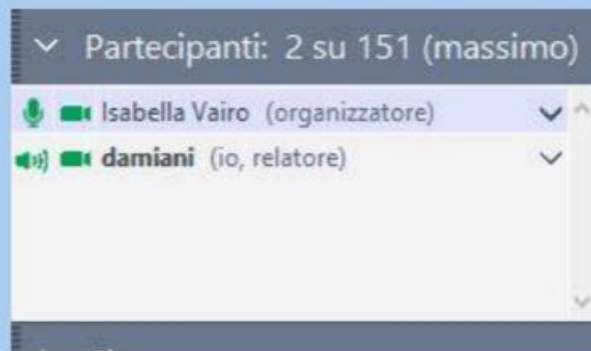 Partecipanti: 2 su 151 (massimo)
Isabella Vairo (organizzatore)
damiani (io, relatore)